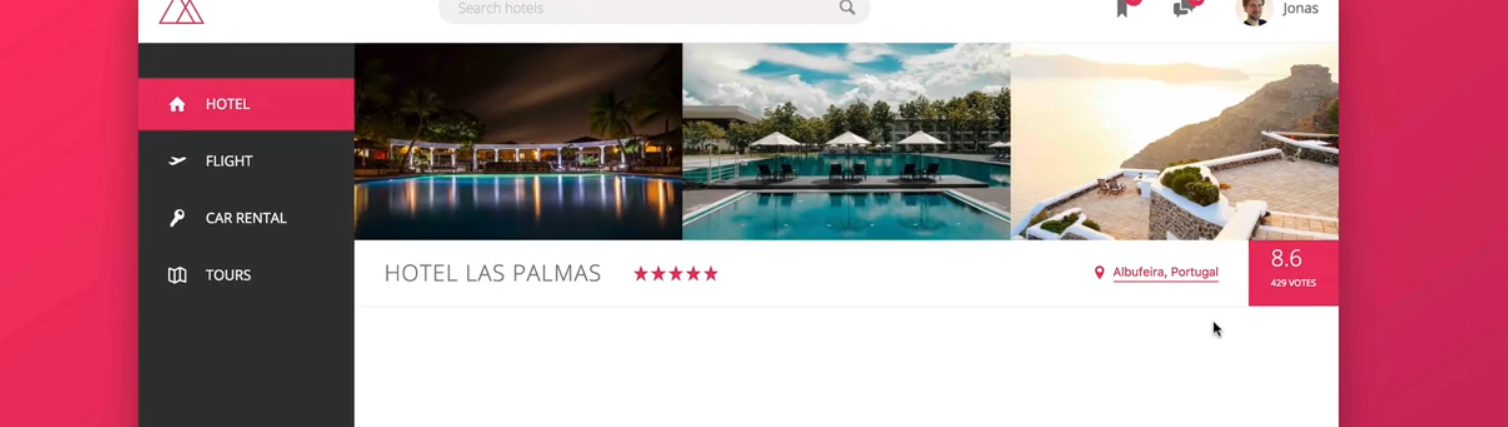 Search hotels
Jonas
HOTEL
FLIGHT
CAR RENTAL
TOURS
HOTEL LAS PALMAS
Albufeira, Portugal
8.6
429 VOTES